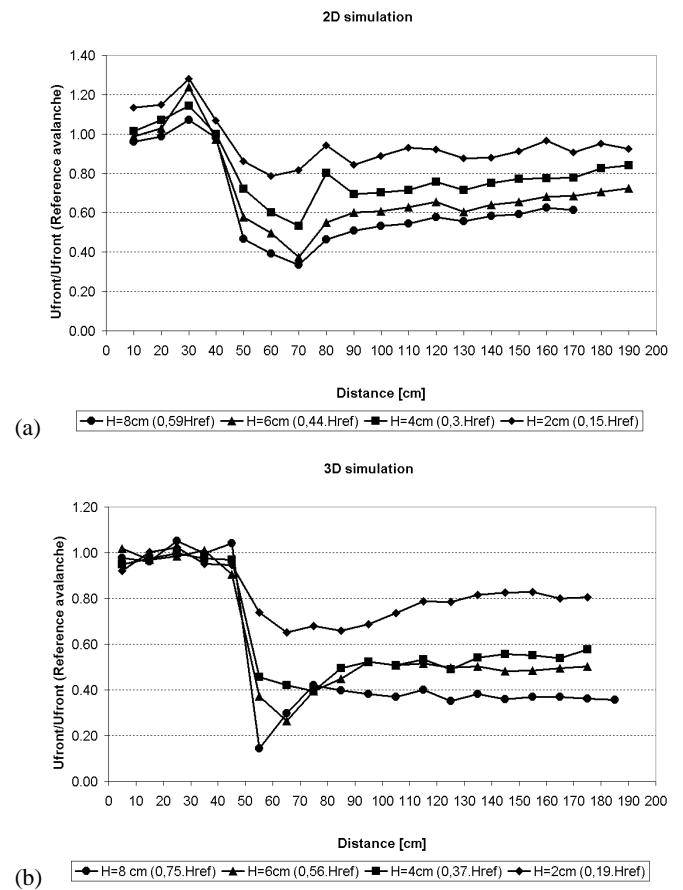 2D simulation
Ufront/Ufront (Reference avalanche)
1.40
1.20
1.00
0.80
0.60
0.40
0.20
0.00
0 10 20 30 40 50 60 70 80 90 100 110 120 130 140 150 160 170 180 190 200
Distance [cm]
(a)
H=8cm (0,59Href) H=6cm (0,44.Href) H=4cm (0,3.Href) H=2cm (0,15.Href)
3D simulation
Ufront/Ufront (Reference avalanche)
1.20
1.00
0.80
0.60
0.40
0.20
0.00
0 10 20 30 40 50 60 70 80 90 100 110 120 130 140 150 160 170 180 190 200
Distance [cm]
(b)
H=8 cm (0,75.Href) H=6cm (0,56.Href) H=4cm (0,37.Href) H=2cm (0,19.Href)